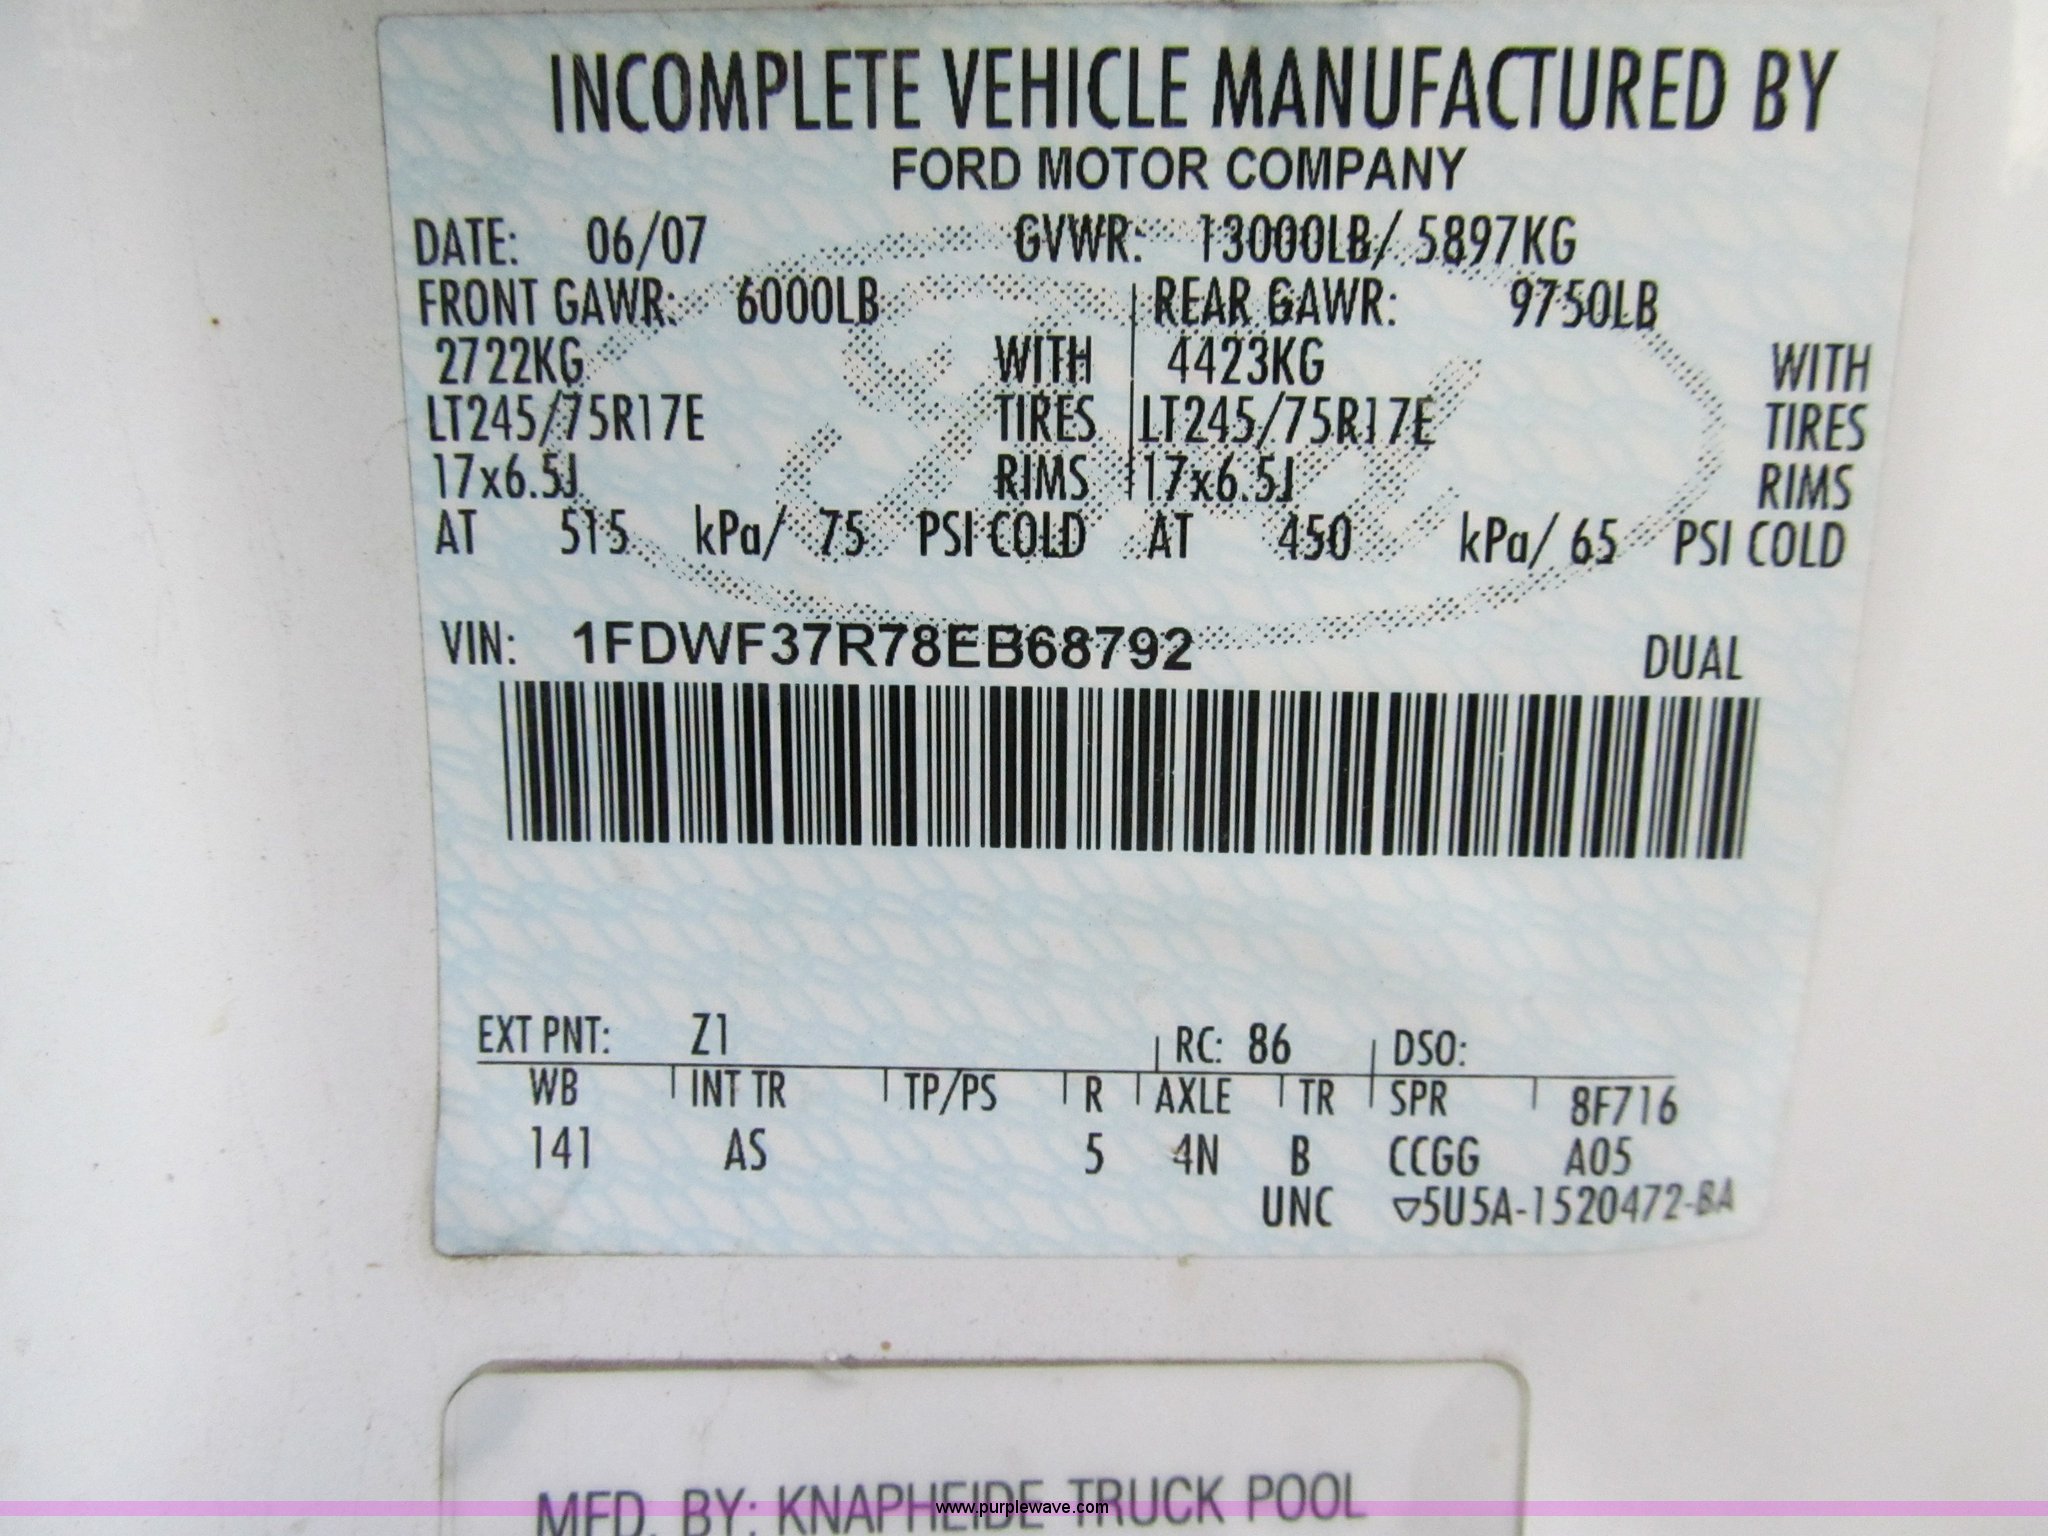 INCOMPLETE VEHICLE MANUFACTURED BY
FORD MOTOR COMPANY
DATE: 06/07 GVWR: 13000LB/ 5897KG
FRONT GAWR: 6000LB REAR GAWR: 9750LB
2722KG WITH 4423KG WITH
LT245/75R17E TIRES LT245/75R17E TIRES
17x6.5J RIMS 17x6.5J RIMS
AT 515 kPa/ 75 PSI COLD AT 450 kPa/ 65 PSI COLD
VIN: 1FDWF37R78EB68792 DUAL
EXT PNT: Z1 RC: 86 DSO:
WB INT TR TP/PS R AXLE TR SPR 8F716
141 AS 5 4N B CCGG A05
UNC ▽5U5A-1520472-BA
MFD. BY: KNAPHEIDE TRUCK POOL
www.purplewave.com